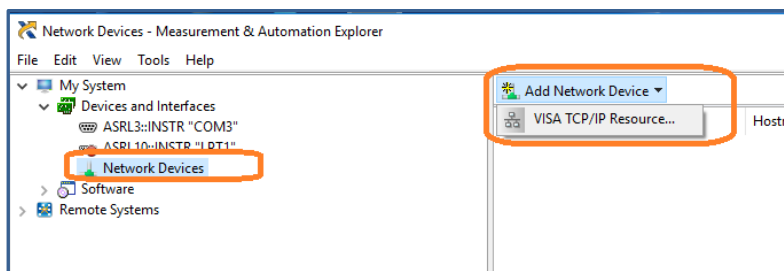 Network Devices - Measurement & Automation Explorer
File Edit View Tools Help
My System
Devices and Interfaces
ASRL3::INSTR "COM3"
ASRL10::INSTR "LPT1"
Network Devices
Software
Remote Systems
Add Network Device
VISA TCP/IP Resource...
Host